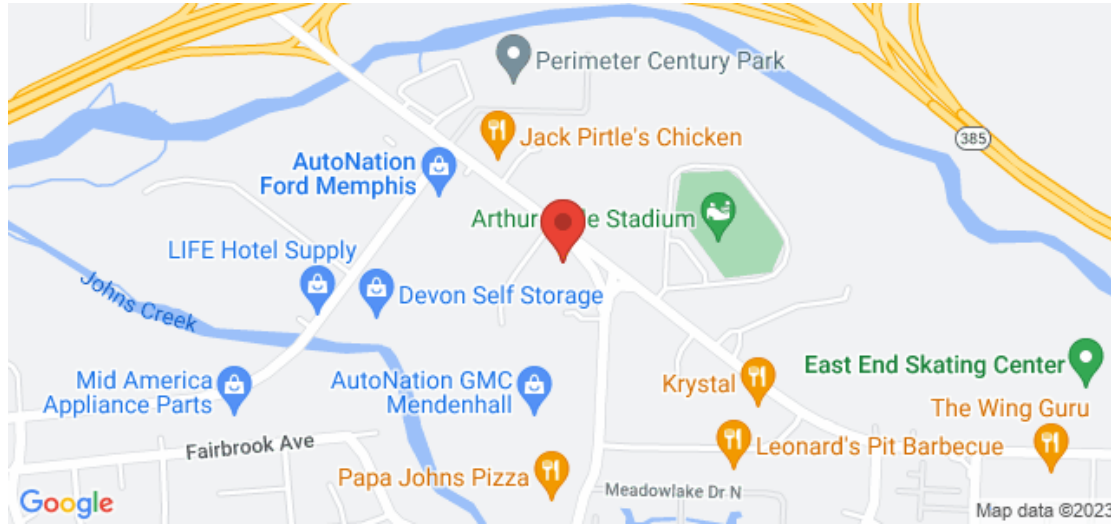 Perimeter Century Park
385
Jack Pirtle's Chicken
AutoNation
Ford Memphis
Arthur le Stadium
LIFE Hotel Supply
Devon Self Storage
Johns Creek
East End Skating Center
Mid America
Appliance Parts
AutoNation GMC
Mendenhall
Krystal
The Wing Guru
Fairbrook Ave
Leonard's Pit Barbecue
Papa Johns Pizza
Meadowlake Dr N
Google
Map data ©2023